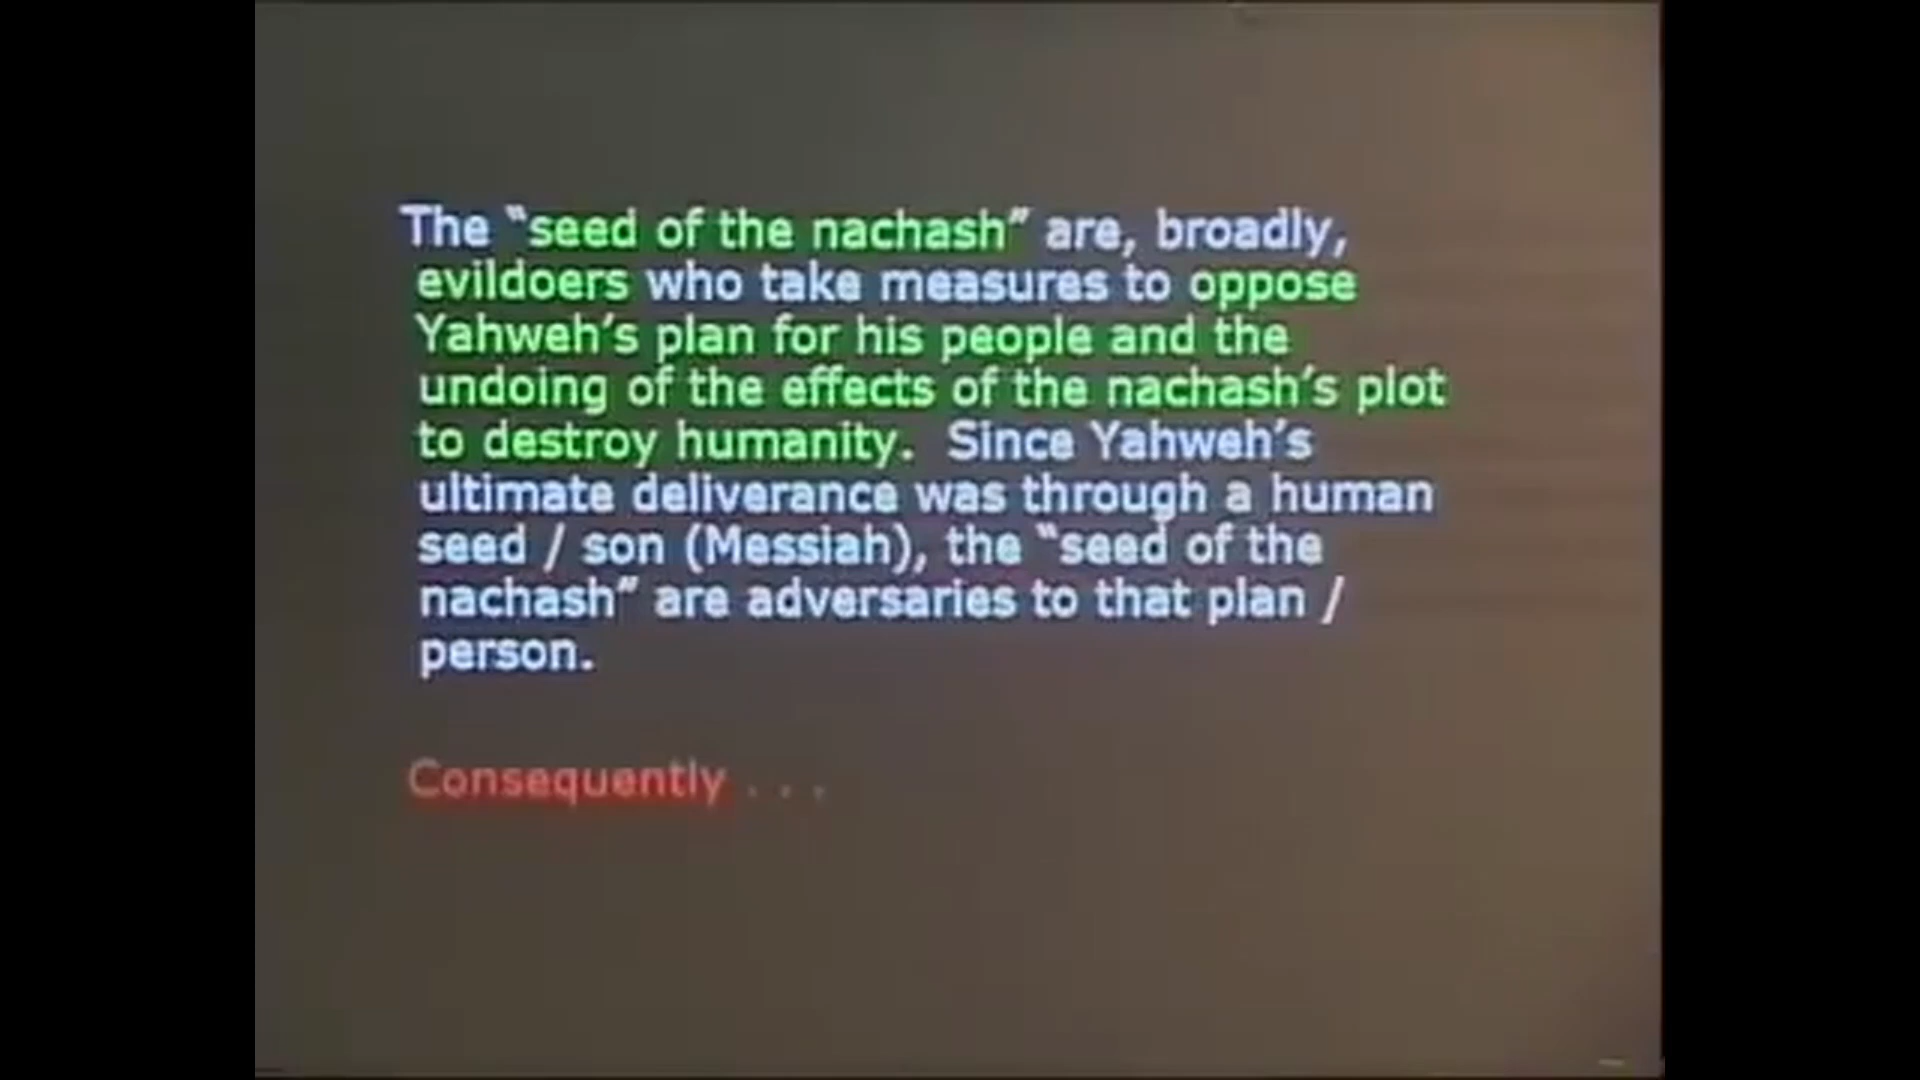 The “seed of the nachash” are, broadly,
evildoers who take measures to oppose
Yahweh’s plan for his people and the
undoing of the effects of the nachash’s plot
to destroy humanity.  Since Yahweh’s
ultimate deliverance was through a human
seed / son (Messiah), the “seed of the
nachash” are adversaries to that plan /
person.
Consequently . . .